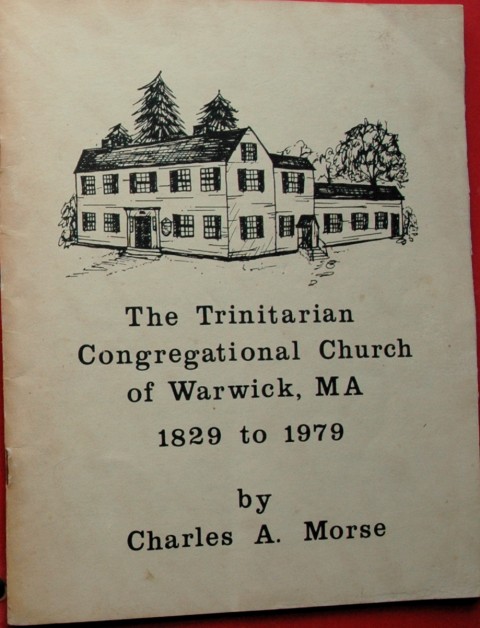 The Trinitarian
Congregational Church
of Warwick, MA
1829 to 1979
by
Charles A. Morse